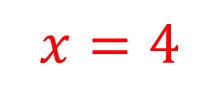 x = 4